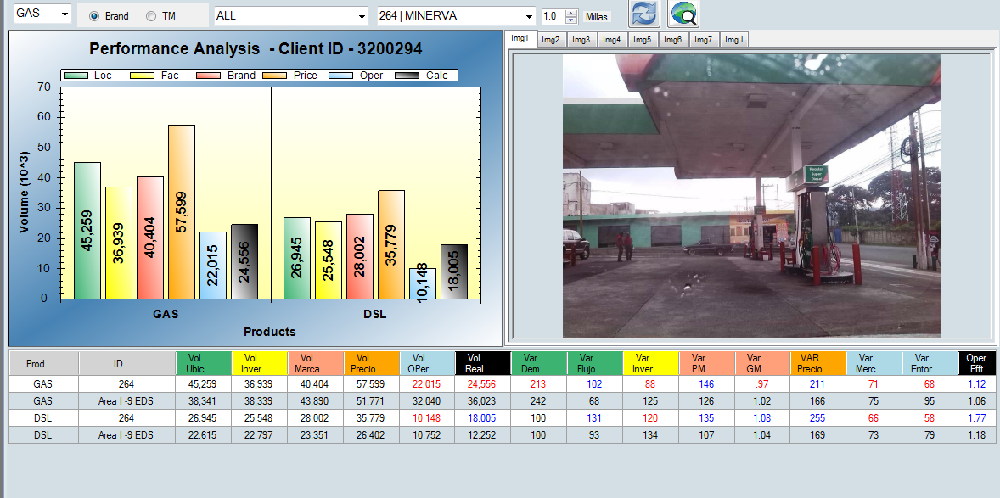 GAS Brand TM ALL 264 | MINERVA 1.0 Millas
Img1 Img2 Img3 Img4 Img5 Img6 Img7 Img L
Performance Analysis - Client ID - 3200294
Loc Fac Brand Price Oper Calc
Volume (10^3)
70
60
50
40
30
20
10
0
45,259 36,939 40,404 57,599 22,015 24,556
26,945 25,548 28,002 35,779 10,148 18,005
GAS DSL
Products
Regular
Super
Diesel
Prod ID Vol Ubic Vol Inver Vol Marca Vol Precio Vol OPer Vol Real Var Dem Var Flujo Var Inver Var PM Var GM VAR Precio Var Merc Var Entor Oper Efft
GAS 264 45,259 36,939 40,404 57,599 22,015 24,556 213 102 88 146 .97 211 71 68 1.12
GAS Area I -9 EDS 38,341 38,339 43,890 51,771 32,040 36,023 242 68 125 126 1.02 166 75 95 1.06
DSL 264 26,945 25,548 28,002 35,779 10,148 18,005 100 131 120 135 1.08 255 66 58 1.77
DSL Area I -9 EDS 22,615 22,797 23,351 26,402 10,752 12,252 100 93 134 107 1.04 169 73 79 1.18